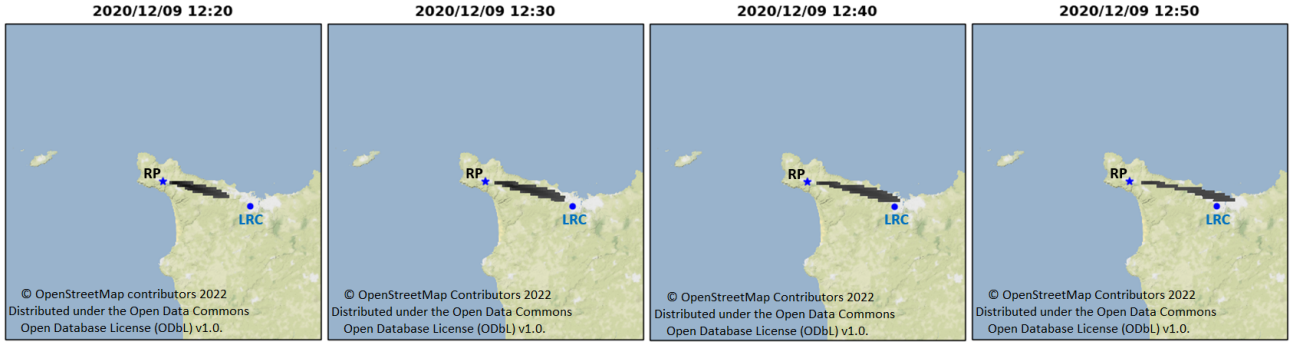 2020/12/09 12:20
RP
LRC
© OpenStreetMap contributors 2022
Distributed under the Open Data Commons
Open Database License (ODbL) v1.0.
2020/12/09 12:30
RP
LRC
© OpenStreetMap Contributors 2022
Distributed under the Open Data Commons
Open Database License (ODbL) v1.0.
2020/12/09 12:40
RP
LRC
© OpenStreetMap Contributors 2022
Distributed under the Open Data Commons
Open Database License (ODbL) v1.0.
2020/12/09 12:50
RP
LRC
© OpenStreetMap Contributors 2022
Distributed under the Open Data Commons
Open Database License (ODbL) v1.0.